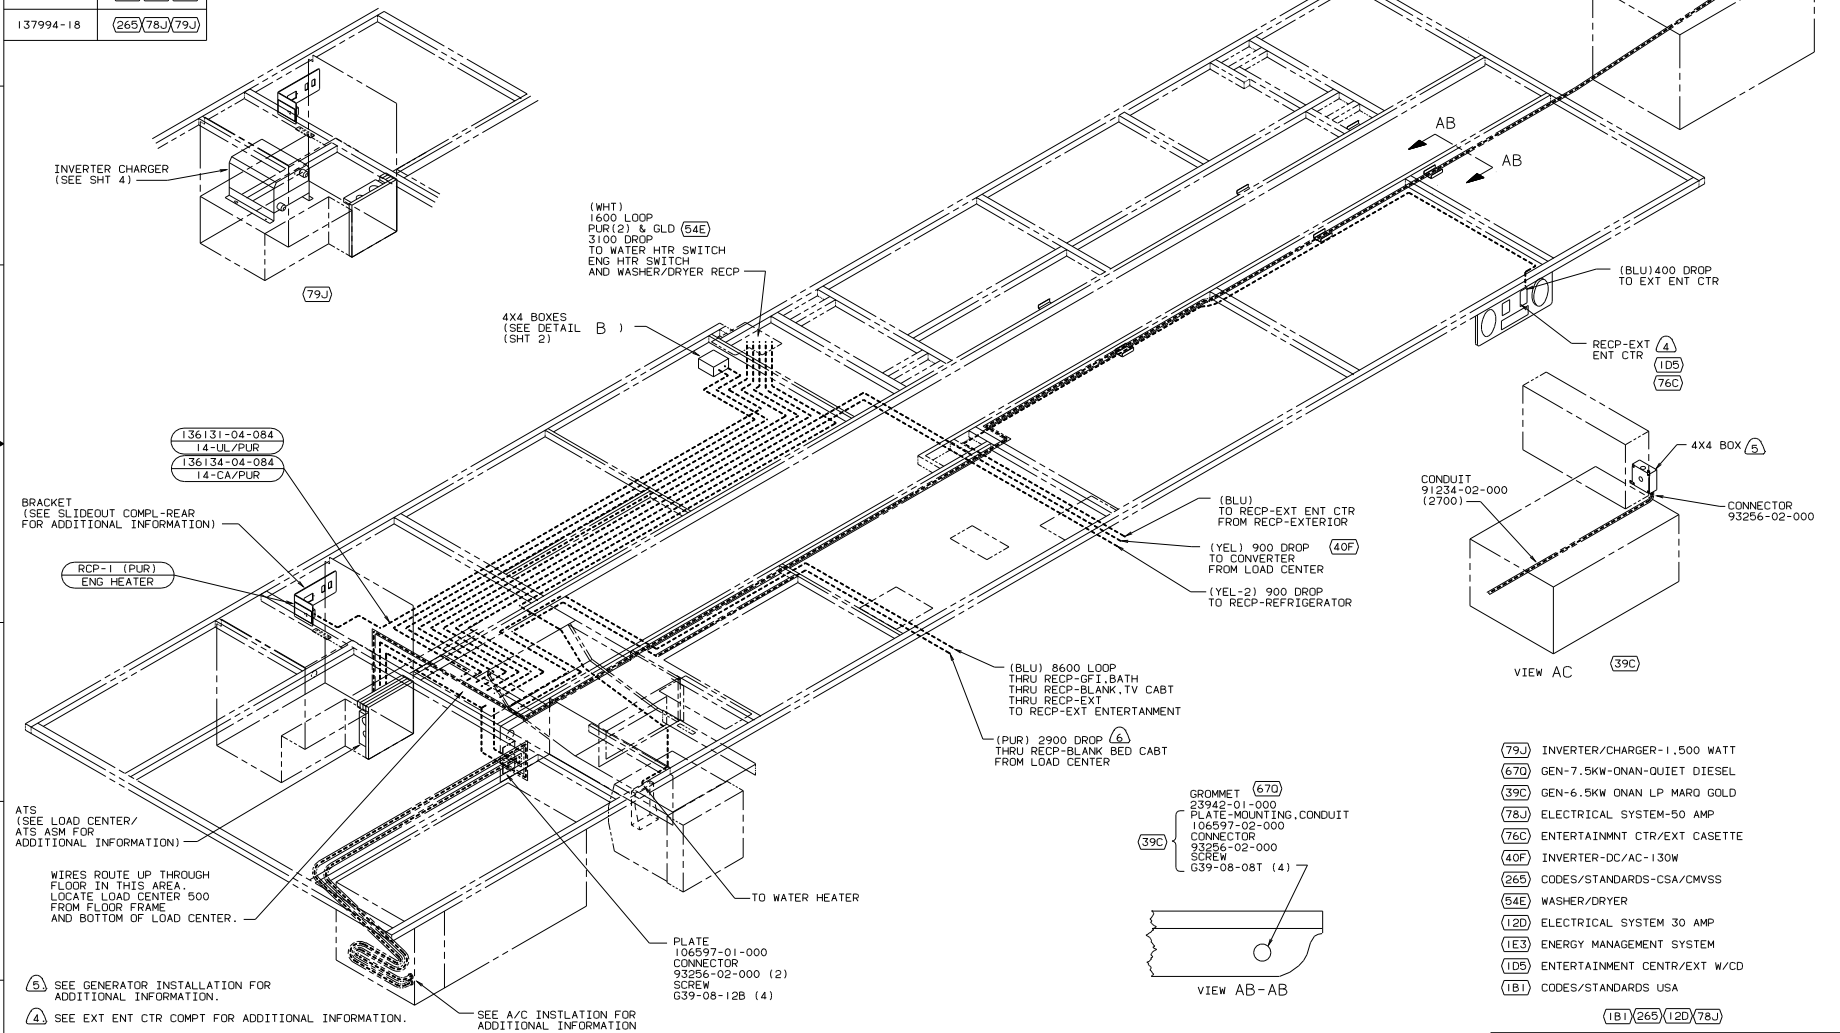 137994-18
265 78J 79J
INVERTER CHARGER
(SEE SHT 4)
79J
(WHT)
1600 LOOP
PUR(2) & GLD 54E
3100 DROP
TO WATER HTR SWITCH
ENG HTR SWITCH
AND WASHER/DRYER RECP
4X4 BOXES
(SEE DETAIL B )
(SHT 2)
AB
AB
(BLU)400 DROP
TO EXT ENT CTR
RECP-EXT 4
ENT CTR
1D5
76C
136131-04-084
14-UL/PUR
136134-04-084
14-CA/PUR
BRACKET
(SEE SLIDEOUT COMPL-REAR
FOR ADDITIONAL INFORMATION)
RCP-1 (PUR)
ENG HEATER
4X4 BOX 5
CONDUIT
91234-02-000
(2700)
CONNECTOR
93256-02-000
VIEW AC
39C
(BLU)
TO RECP-EXT ENT CTR
FROM RECP-EXTERIOR
(YEL) 900 DROP 40F
TO CONVERTER
FROM LOAD CENTER
(YEL-2) 900 DROP
TO RECP-REFRIGERATOR
(BLU) 8600 LOOP
THRU RECP-GFI,BATH
THRU RECP-BLANK,TV CABT
THRU RECP-EXT
TO RECP-EXT ENTERTANMENT
(PUR) 2900 DROP 6
THRU RECP-BLANK BED CABT
FROM LOAD CENTER
ATS
(SEE LOAD CENTER/
ATS ASM FOR
ADDITIONAL INFORMATION)
WIRES ROUTE UP THROUGH
FLOOR IN THIS AREA.
LOCATE LOAD CENTER 500
FROM FLOOR FRAME
AND BOTTOM OF LOAD CENTER.
TO WATER HEATER
PLATE
106597-01-000
CONNECTOR
93256-02-000 (2)
SCREW
G39-08-12B (4)
SEE A/C INSTLATION FOR
ADDITIONAL INFORMATION
5 SEE GENERATOR INSTALLATION FOR
ADDITIONAL INFORMATION.
4 SEE EXT ENT CTR COMPT FOR ADDITIONAL INFORMATION.
GROMMET 67Q
23942-01-000
PLATE-MOUNTING,CONDUIT
106597-02-000
39C
CONNECTOR
93256-02-000
SCREW
G39-08-08T (4)
VIEW AB-AB
79J INVERTER/CHARGER-1,500 WATT
67Q GEN-7.5KW-ONAN-QUIET DIESEL
39C GEN-6.5KW ONAN LP MARQ GOLD
78J ELECTRICAL SYSTEM-50 AMP
76C ENTERTAINMNT CTR/EXT CASETTE
40F INVERTER-DC/AC-130W
265 CODES/STANDARDS-CSA/CMVSS
54E WASHER/DRYER
12D ELECTRICAL SYSTEM 30 AMP
1E3 ENERGY MANAGEMENT SYSTEM
1D5 ENTERTAINMENT CENTR/EXT W/CD
1B1 CODES/STANDARDS USA
1B1 265 12D 78J